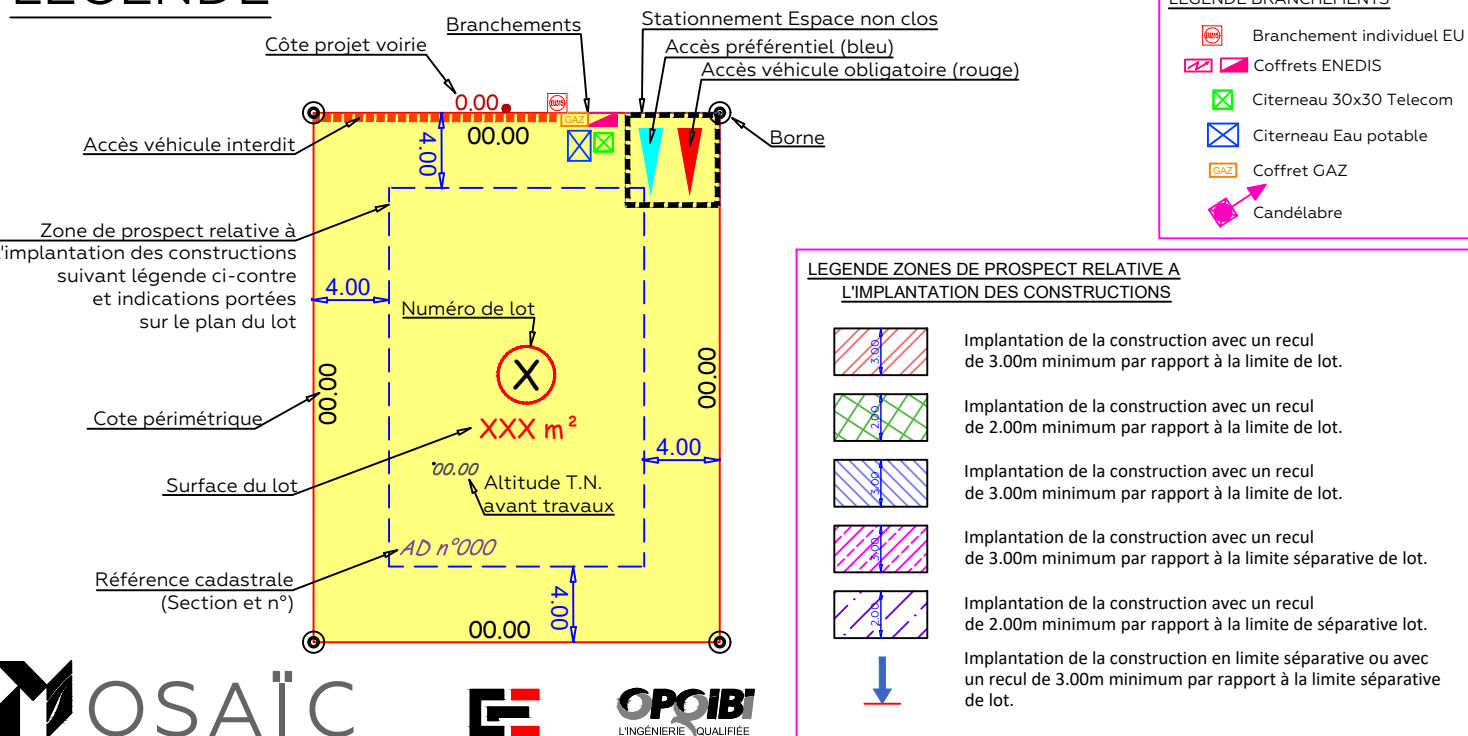 LEGENDE
Branchements
Stationnement Espace non clos
Côte projet voirie
Accès préférentiel (bleu)
Accès véhicule obligatoire (rouge)
0.00
EU315
GAZ
00.00
4.00
Accès véhicule interdit
Borne
Zone de prospect relative à
l'implantation des constructions
suivant légende ci-contre
et indications portées
sur le plan du lot
4.00
Numéro de lot
X
00.00
00.00
Cote périmétrique
XXX m²
4.00
00.00
Surface du lot
Altitude T.N.
avant travaux
AD n°000
Référence cadastrale
(Section et n°)
4.00
00.00
MOSAÏC
OPQIBI
L'INGÉNIERIE QUALIFIÉE
LEGENDE BRANCHEMENTS
EU315
Branchement individuel EU
Coffrets ENEDIS
Citerneau 30x30 Telecom
Citerneau Eau potable
GAZ
Coffret GAZ
Candélabre
LEGENDE ZONES DE PROSPECT RELATIVE A
L'IMPLANTATION DES CONSTRUCTIONS
3.00
Implantation de la construction avec un recul
de 3.00m minimum par rapport à la limite de lot.
2.00
Implantation de la construction avec un recul
de 2.00m minimum par rapport à la limite de lot.
3.00
Implantation de la construction avec un recul
de 3.00m minimum par rapport à la limite de lot.
3.00
Implantation de la construction avec un recul
de 3.00m minimum par rapport à la limite séparative de lot.
2.00
Implantation de la construction avec un recul
de 2.00m minimum par rapport à la limite de séparative lot.
Implantation de la construction en limite séparative ou avec
un recul de 3.00m minimum par rapport à la limite séparative
de lot.